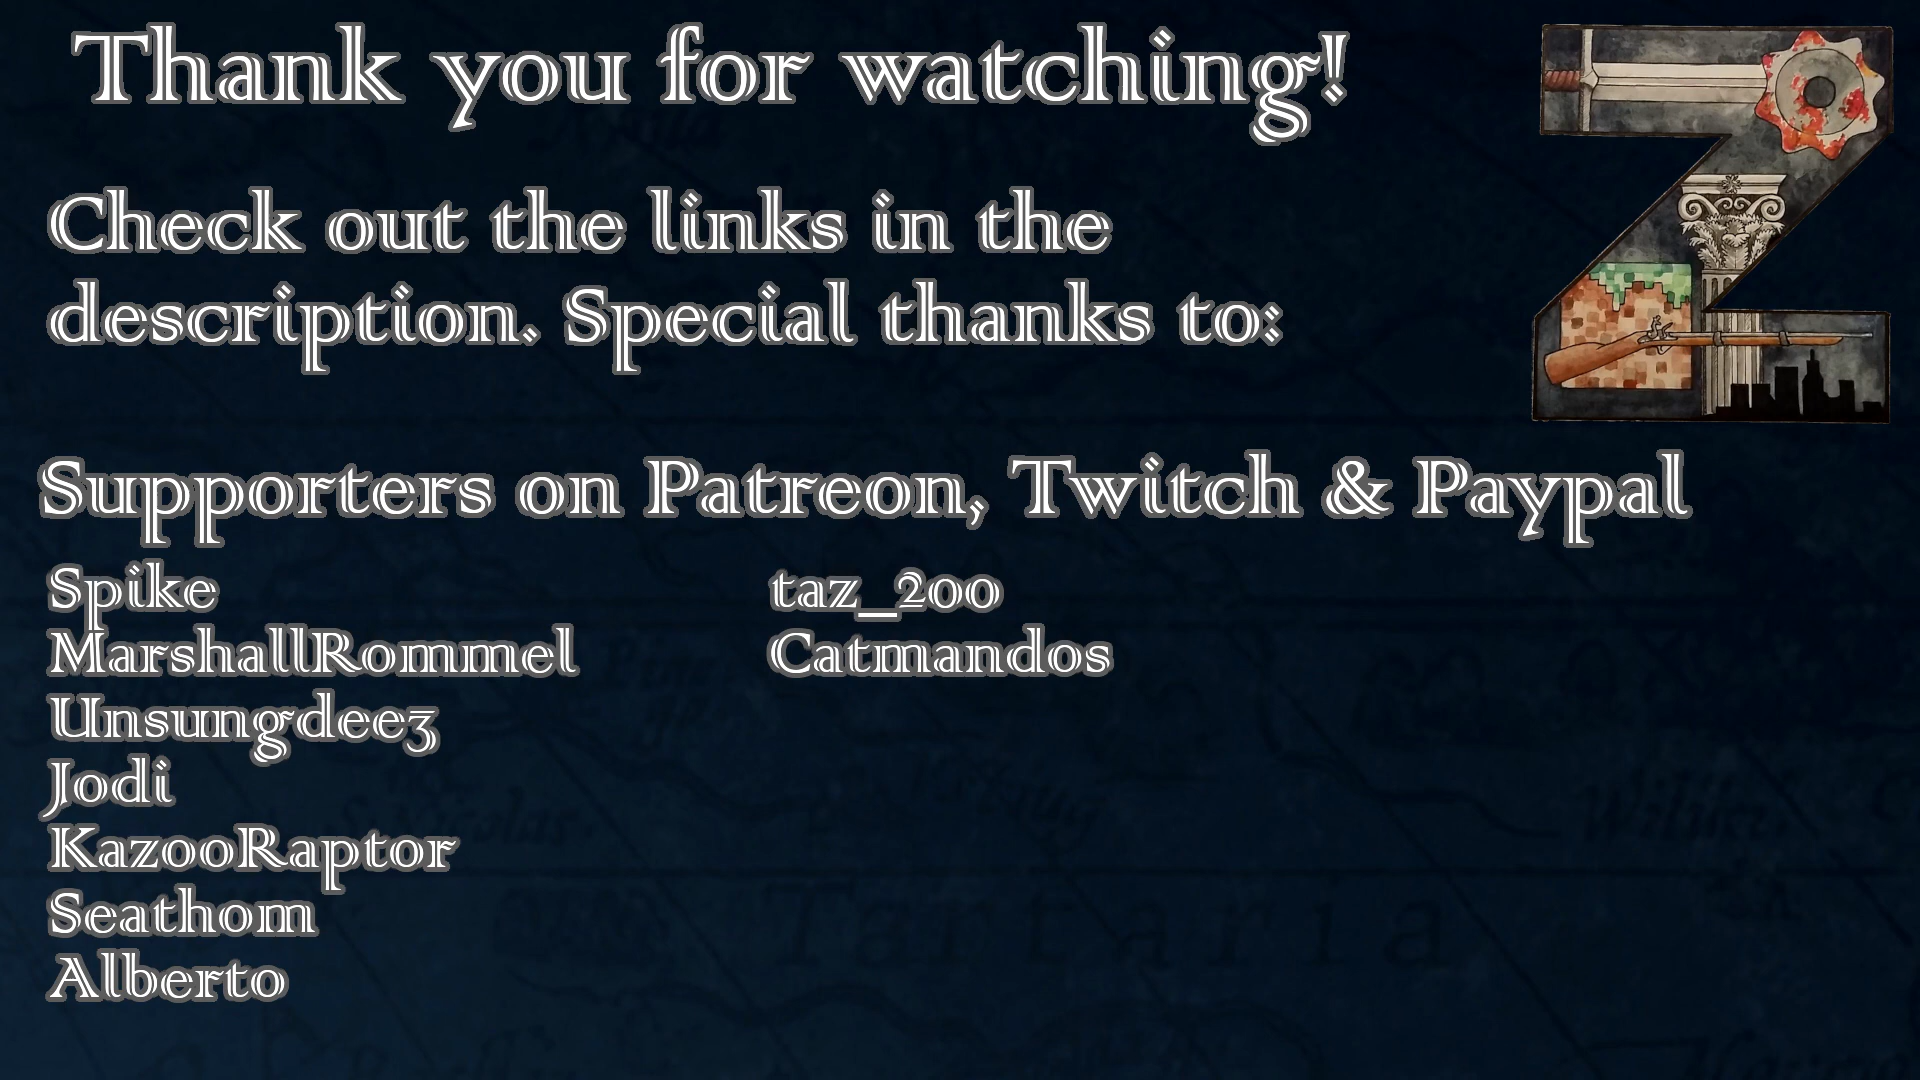 Thank you for watching!
Check out the links in the
description. Special thanks to:
Supporters on Patreon, Twitch & Paypal
Spike
MarshallRommel
Unsungdee3
Jodi
KazooRaptor
Seathom
Alberto
taz_200
Catmandos
Tartaria